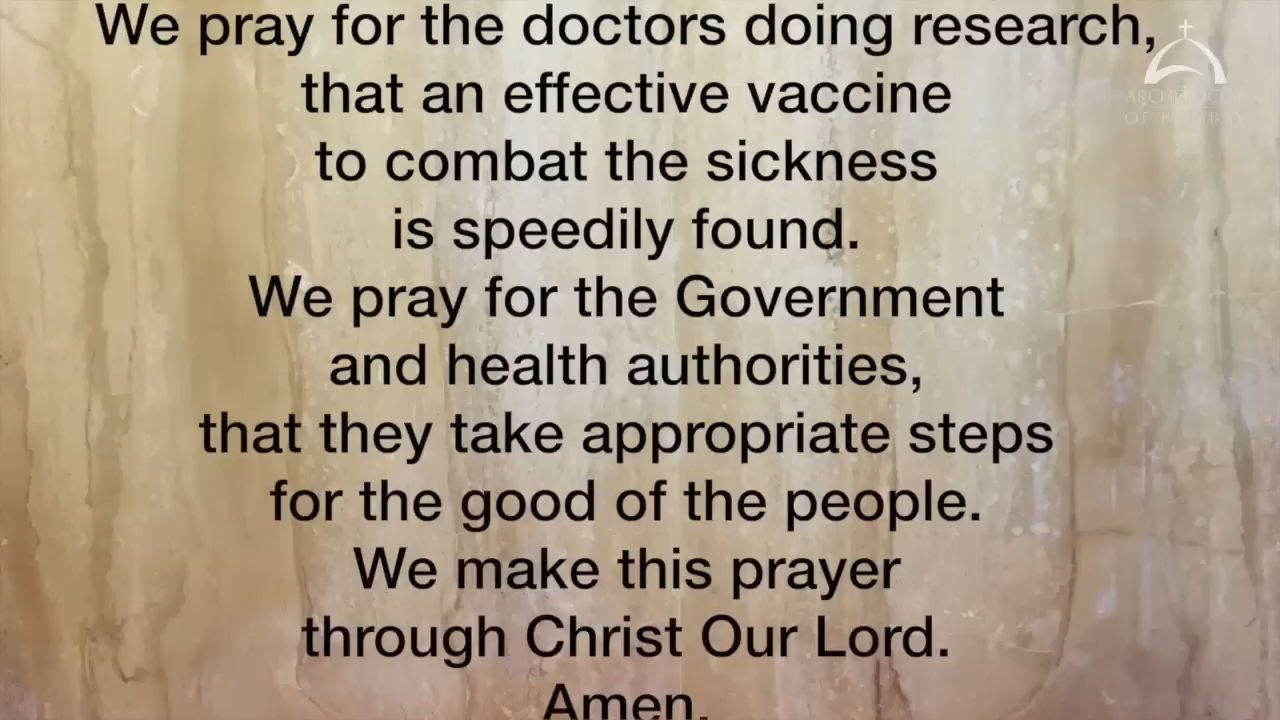 We pray for the doctors doing research,
that an effective vaccine
to combat the sickness
is speedily found.
We pray for the Government
and health authorities,
that they take appropriate steps
for the good of the people.
We make this prayer
through Christ Our Lord.
Amen.
OF BOMBAY